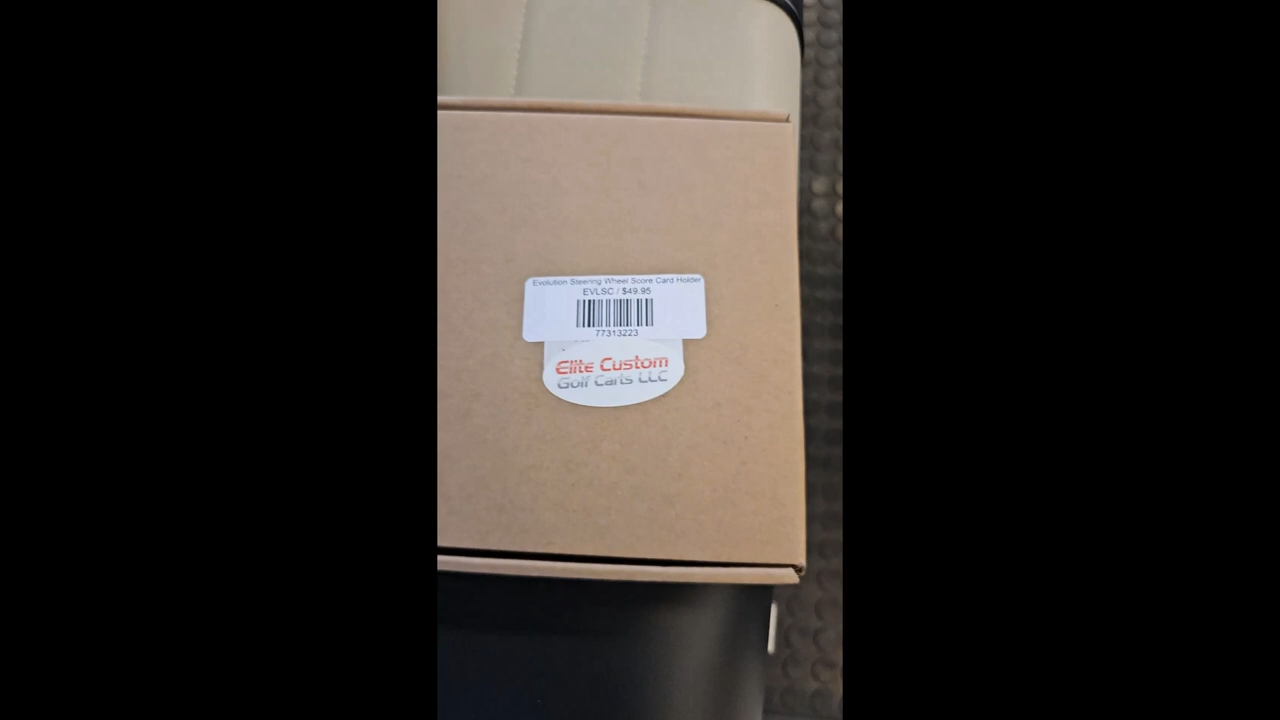 Evolution Steering Wheel Score Card Holder
EVLSC / $49.95
77313223
Elite Custom
Golf Carts LLC